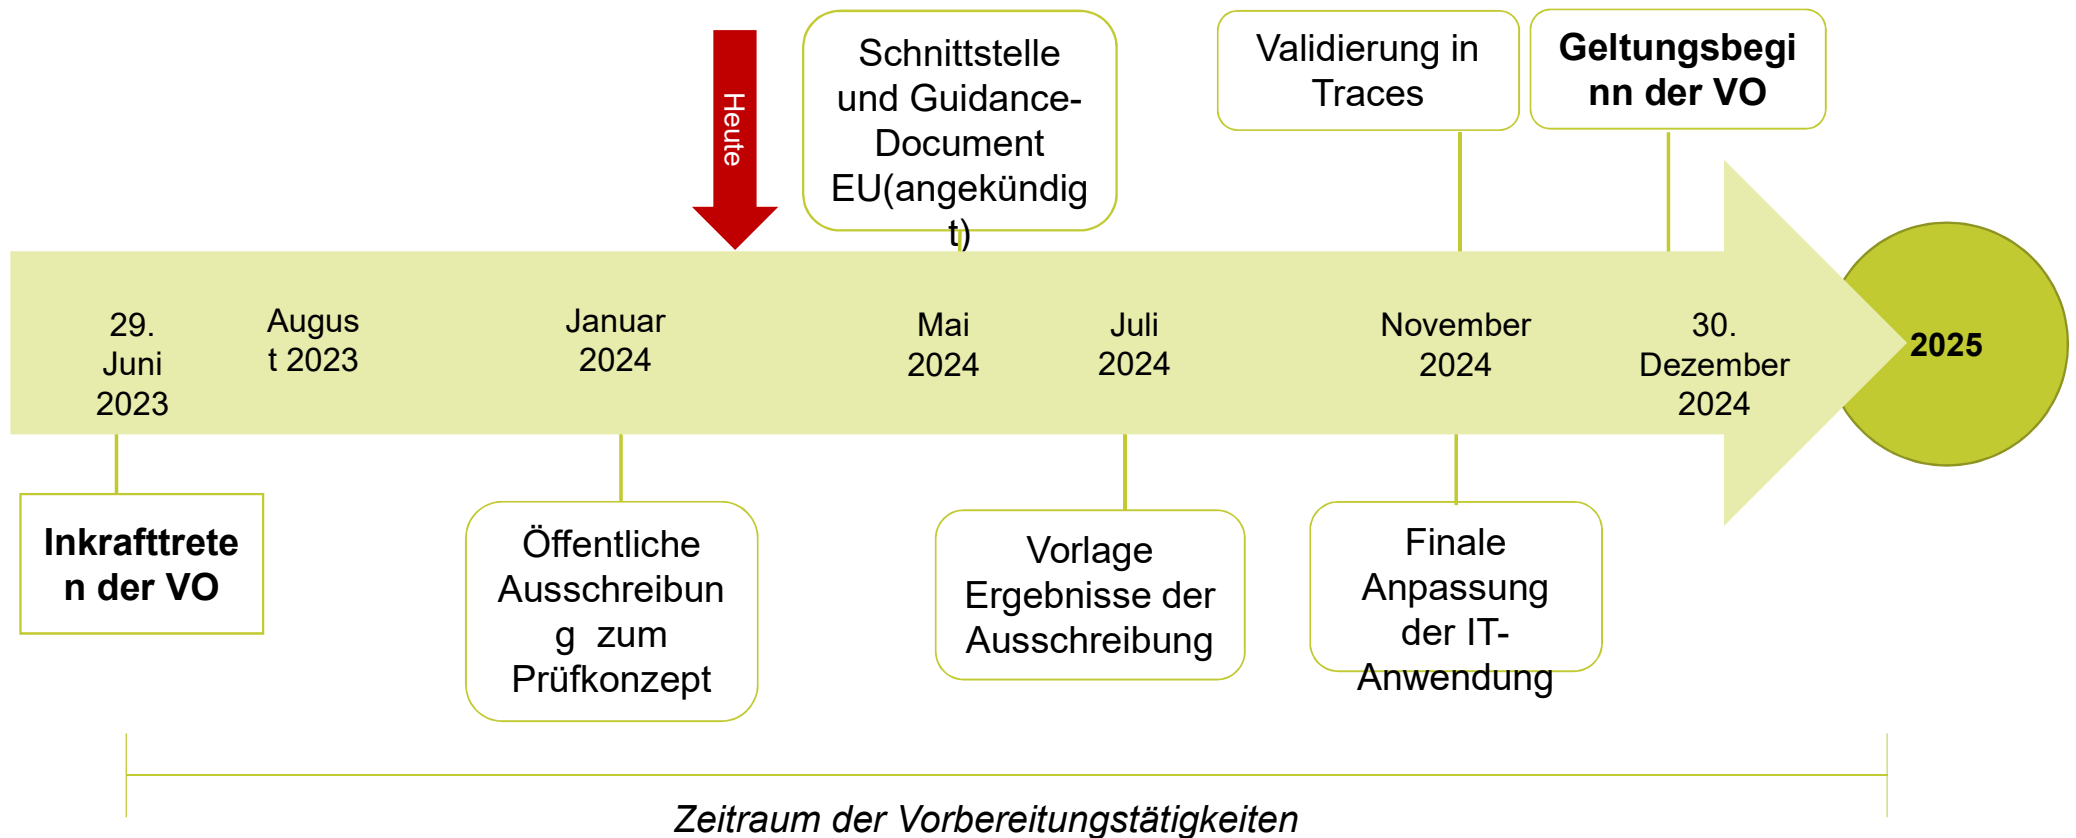 Heute
Schnittstelle
und Guidance-
Document
EU(angekündig
t)
Validierung in
Traces
Geltungsbegi
nn der VO
29.
Juni
2023
Augus
t 2023
Januar
2024
Mai
2024
Juli
2024
November
2024
30.
Dezember
2024
2025
Inkrafttrete
n der VO
Öffentliche
Ausschreibun
g  zum
Prüfkonzept
Vorlage
Ergebnisse der
Ausschreibung
Finale
Anpassung
der IT-
Anwendung
Zeitraum der Vorbereitungstätigkeiten